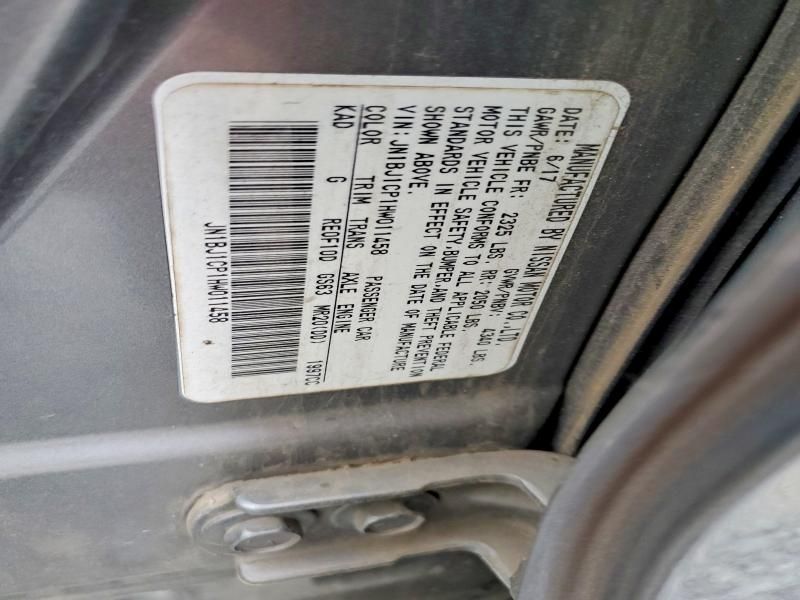 MANUFACTURED BY NISSAN MOTOR CO.,LTD.
DATE: 6/17 GVWR/PNBV: 4340 LBS.
GAWR/PNBE FR: 2325 LBS, RR: 2050 LBS.
THIS VEHICLE CONFORMS TO ALL APPLICABLE FEDERAL
MOTOR VEHICLE SAFETY,BUMPER,AND THEFT PREVENTION
STANDARDS IN EFFECT ON THE DATE OF MANUFACTURE
SHOWN ABOVE.
VIN: JN1BJ1CP1HW011458 PASSENGER CAR
COLOR TRIM TRANS AXLE ENGINE
KAD G RE0F10D GS63 MR20(DD) 1997CC
JN1BJ1CP1HW011458